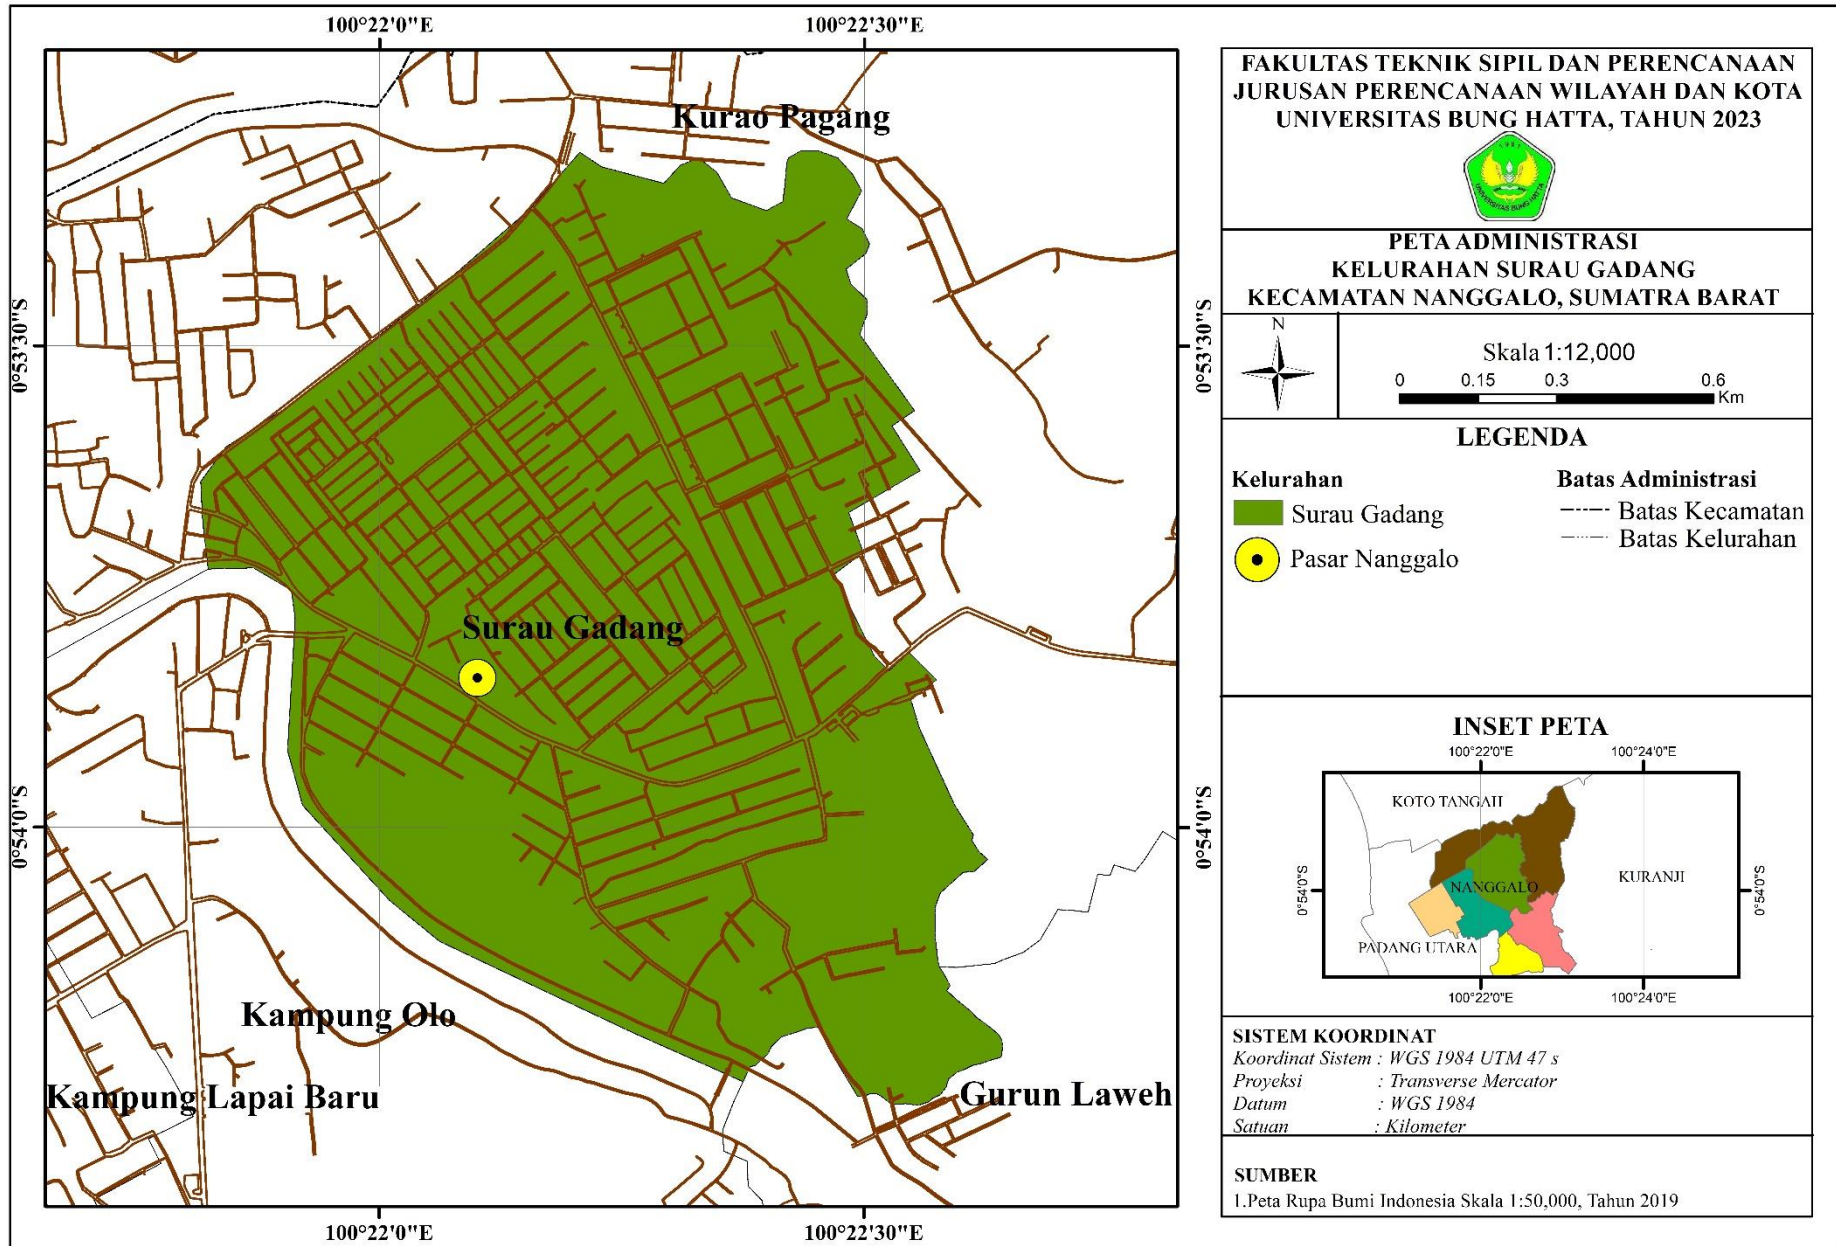 100°22'0"E
100°22'30"E
Kurao Pagang
0°53'30"S
0°53'30"S
Surau Gadang
0°54'0"S
0°54'0"S
Kampung Olo
Kampung Lapai Baru
Gurun Laweh
100°22'0"E
100°22'30"E
FAKULTAS TEKNIK SIPIL DAN PERENCANAAN
JURUSAN PERENCANAAN WILAYAH DAN KOTA
UNIVERSITAS BUNG HATTA, TAHUN 2023
1981
UNIVERSITAS BUNG HATTA
PETA ADMINISTRASI
KELURAHAN SURAU GADANG
KECAMATAN NANGGALO, SUMATRA BARAT
N
Skala 1:12,000
0 0.15 0.3 0.6
Km
LEGENDA
Kelurahan
Surau Gadang
Pasar Nanggalo
Batas Administrasi
Batas Kecamatan
Batas Kelurahan
INSET PETA
100°22'0"E
100°24'0"E
KOTO TANGAH
0°54'0"S
NANGGALO
KURANJI
0°54'0"S
PADANG UTARA
100°22'0"E
100°24'0"E
SISTEM KOORDINAT
Koordinat Sistem : WGS 1984 UTM 47 s
Proyeksi : Transverse Mercator
Datum : WGS 1984
Satuan : Kilometer
SUMBER
1.Peta Rupa Bumi Indonesia Skala 1:50,000, Tahun 2019